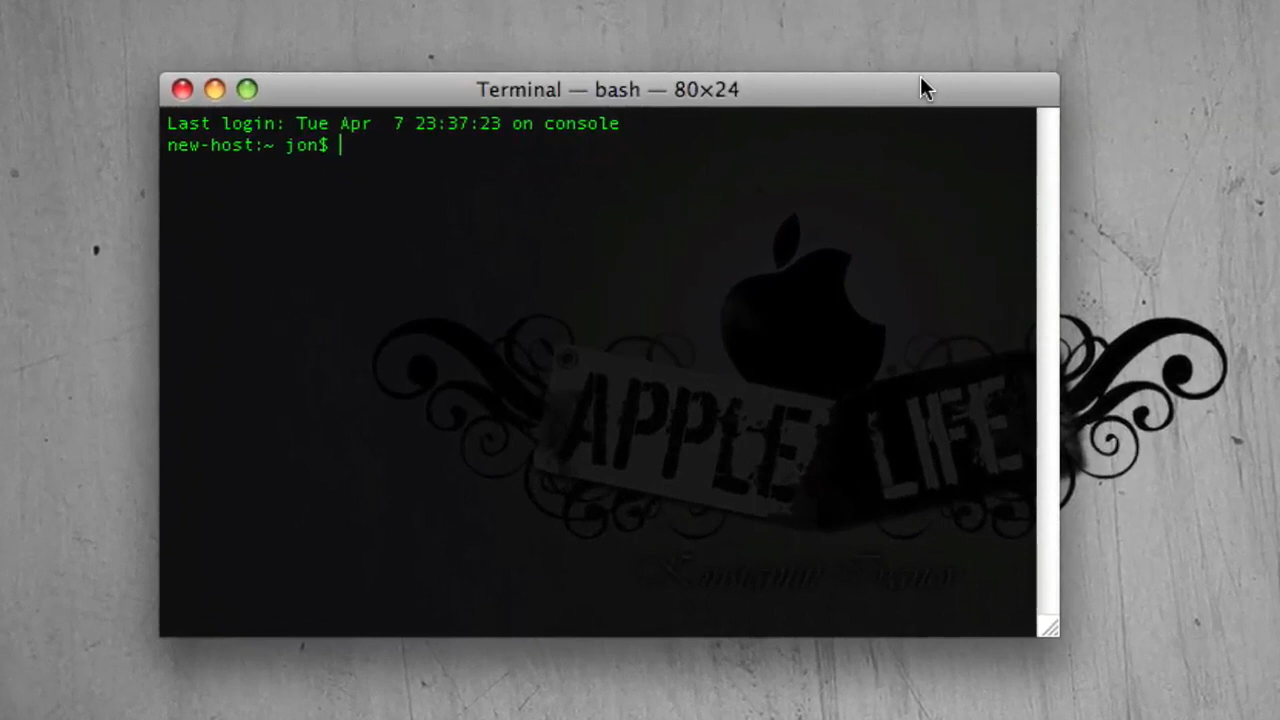 Terminal — bash — 80×24
Last login: Tue Apr  7 23:37:23 on console
new-host:~ jon$
APPLE LIFE